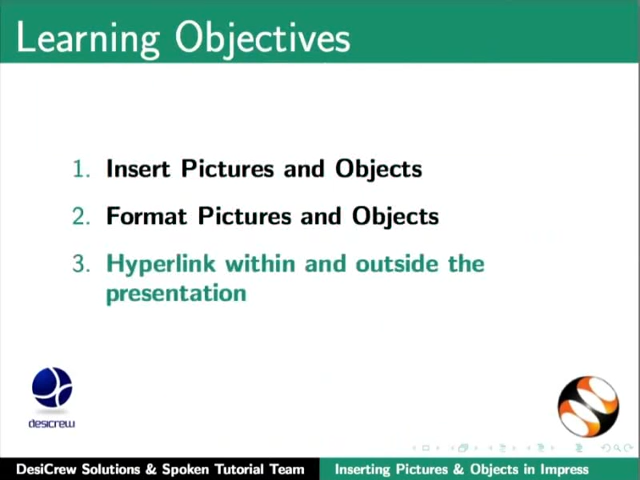 Learning Objectives
1. Insert Pictures and Objects
2. Format Pictures and Objects
3. Hyperlink within and outside the
presentation
desicrew
DesiCrew Solutions & Spoken Tutorial Team
Inserting Pictures & Objects in Impress